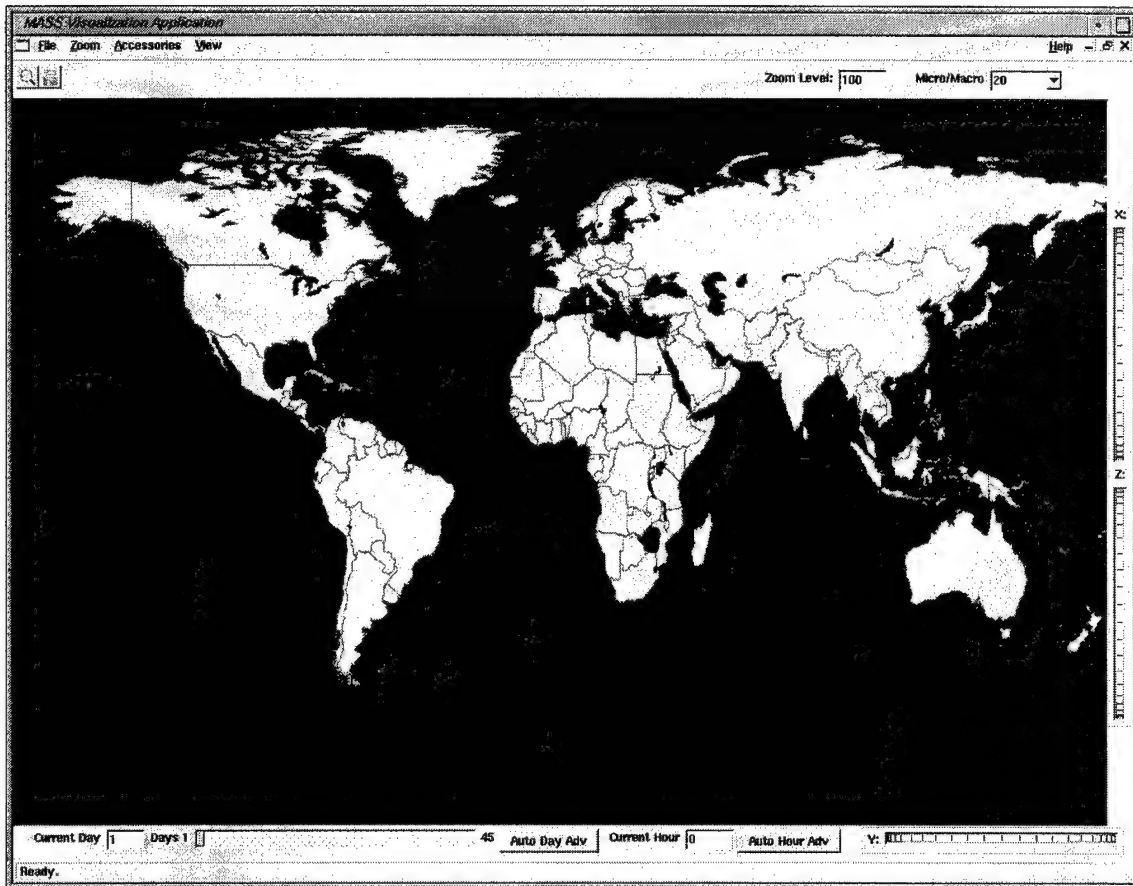 MASS Visualization Application
File Zoom Accessories View Help
Zoom Level: 100 Micro/Macro 20
X:
Z:
Current Day 1 Days 1 45 Auto Day Adv Current Hour 0 Auto Hour Adv Y:
Ready.